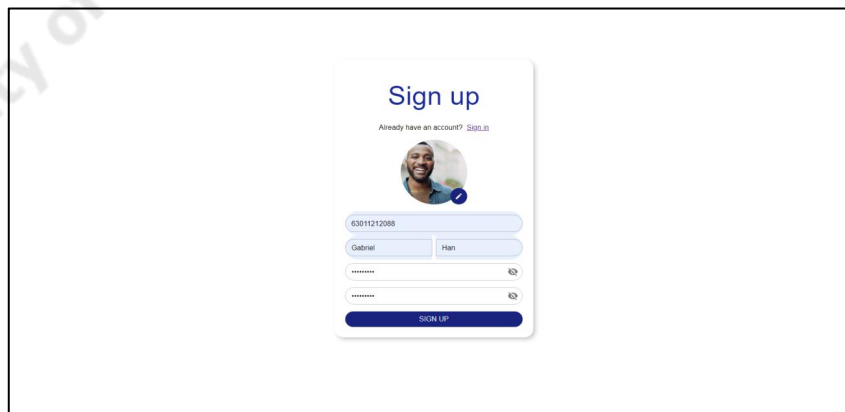 Sign up
Already have an account? Sign in
63011212088
Gabriel Han
•••••••••
•••••••••
SIGN UP